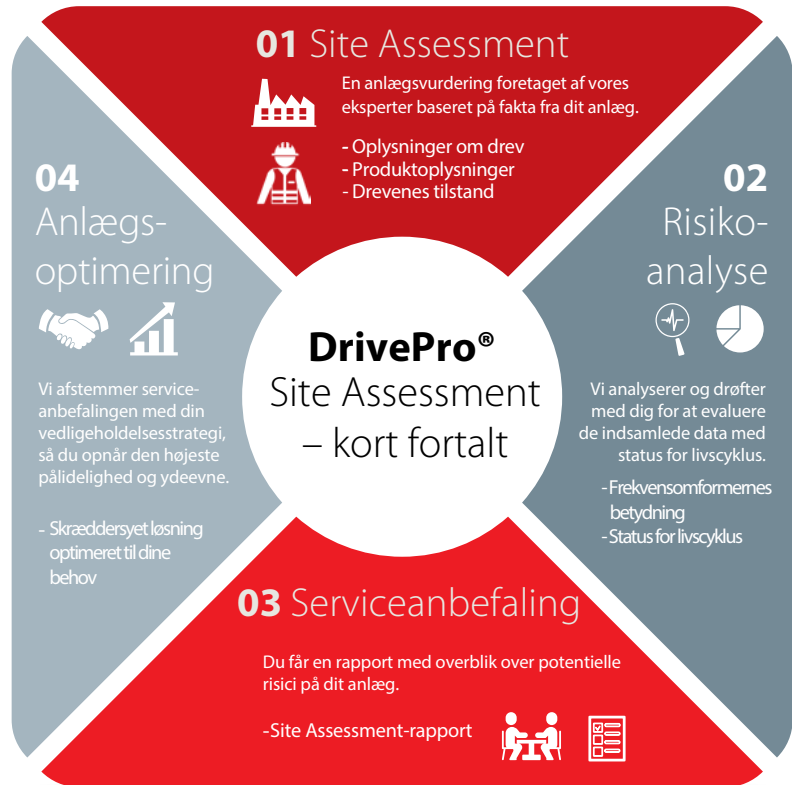 01 Site Assessment
En anlægsvurdering foretaget af vores
eksperter baseret på fakta fra dit anlæg.
- Oplysninger om drev
- Produktoplysninger
- Drevenes tilstand
02
Risiko-
analyse
Vi analyserer og drøfter
med dig for at evaluere
de indsamlede data med
status for livscyklus.
- Frekvensomformernes
betydning
- Status for livscyklus
03 Serviceanbefaling
Du får en rapport med overblik over potentielle
risici på dit anlæg.
-Site Assessment-rapport
04
Anlægs-
optimering
Vi afstemmer service-
anbefalingen med din
vedligeholdelsesstrategi,
så du opnår den højeste
pålidelighed og ydeevne.
- Skræddersyet løsning
optimeret til dine
behov
DrivePro®
Site Assessment
– kort fortalt